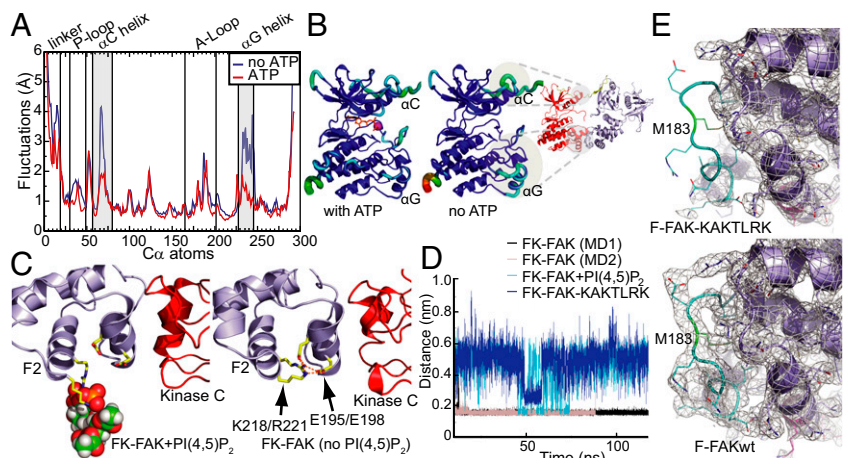 A
linker
P-loop
αC helix
A-Loop
αG helix
no ATP
ATP
Fluctuations (Å)
6
5
4
3
2
1
0
0 50 100 150 200 250 300
Cα atoms
B
αC
αG
with ATP
αC
αG
no ATP
C
F2
Kinase C
FK-FAK+PI(4,5)P₂
K218/R221
E195/E198
Kinase C
FK-FAK (no PI(4,5)P₂)
D
FK-FAK (MD1)
FK-FAK (MD2)
FK-FAK+PI(4,5)P₂
FK-FAK-KAKTLRK
Distance (nm)
1.0
0.8
0.6
0.4
0.2
50 100
Time (ns)
E
M183
F-FAK-KAKTLRK
M183
F-FAKwt